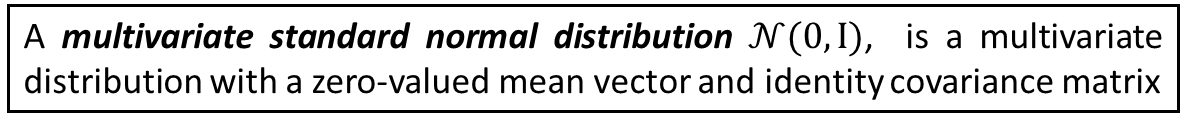 A multivariate standard normal distribution 𝒩(0, I), is a multivariate
distribution with a zero-valued mean vector and identity covariance matrix